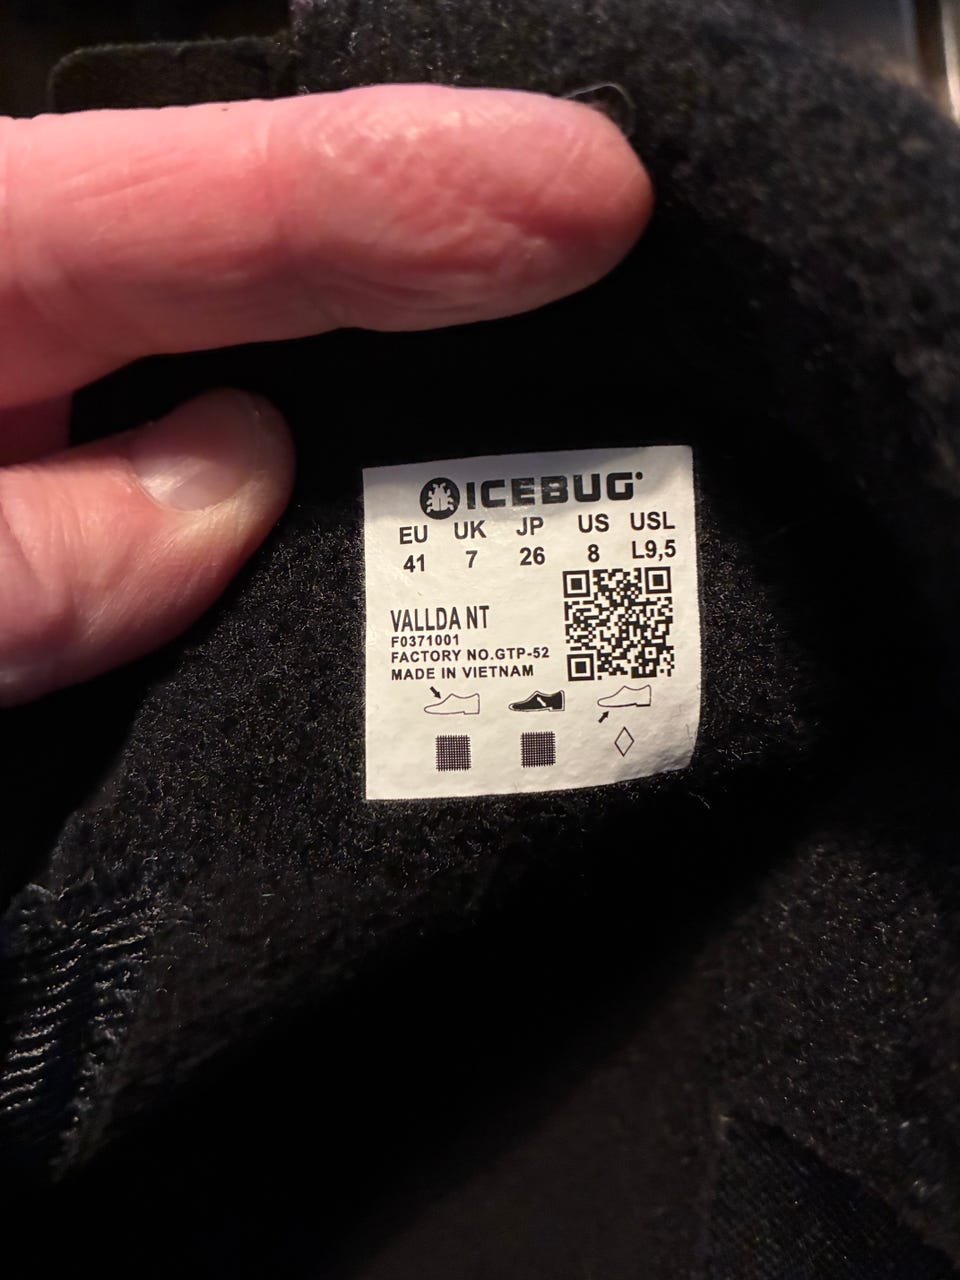 ICEBUG
EU UK JP US USL
41 7 26 8 L9,5
VALLDA NT
F0371001
FACTORY NO.GTP-52
MADE IN VIETNAM